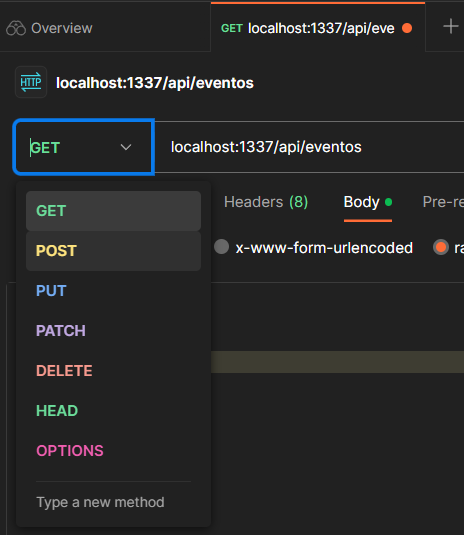 Overview
GET localhost:1337/api/eve
HTTP localhost:1337/api/eventos
GET localhost:1337/api/eventos
GET
Headers (8) Body Pre-re
POST
x-www-form-urlencoded ra
PUT
PATCH
DELETE
HEAD
OPTIONS
Type a new method